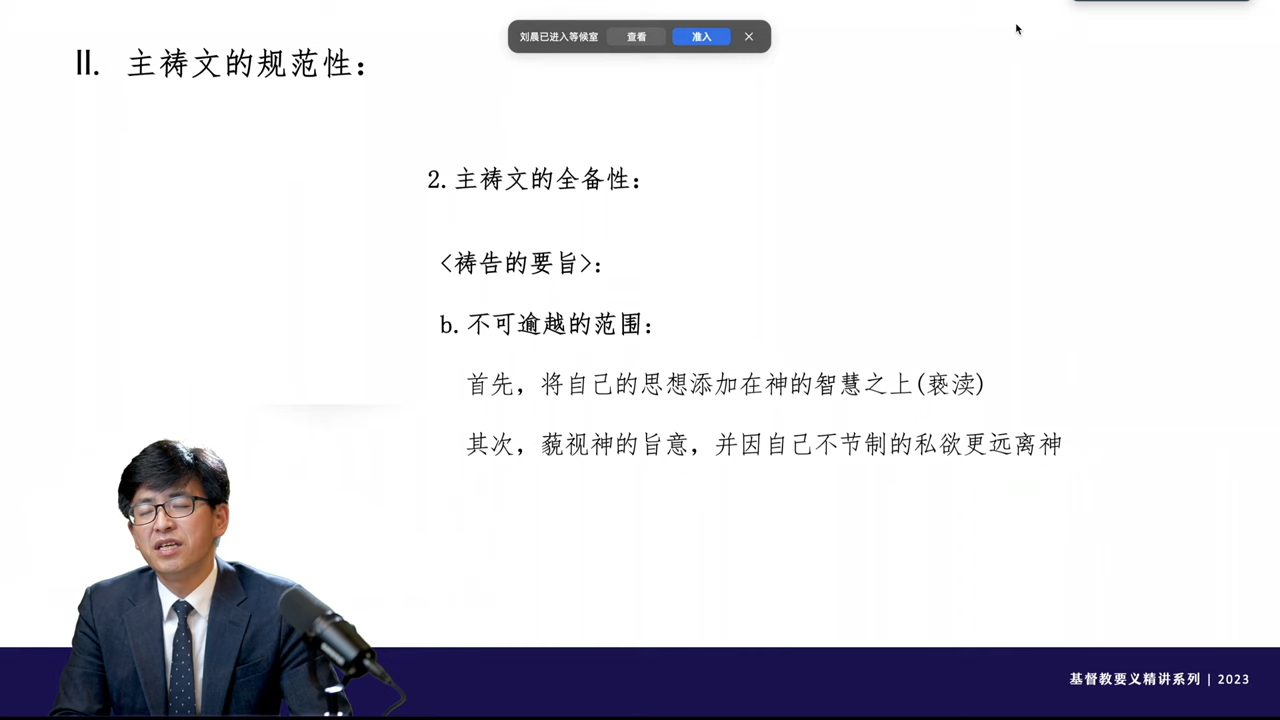 刘晨已进入等候室 查看 准入
II. 主祷文的规范性：
2.主祷文的全备性：
<祷告的要旨>：
b.不可逾越的范围：
首先，将自己的思想添加在神的智慧之上(亵渎)
其次，藐视神的旨意，并因自己不节制的私欲更远离神
基督教要义精讲系列 | 2023